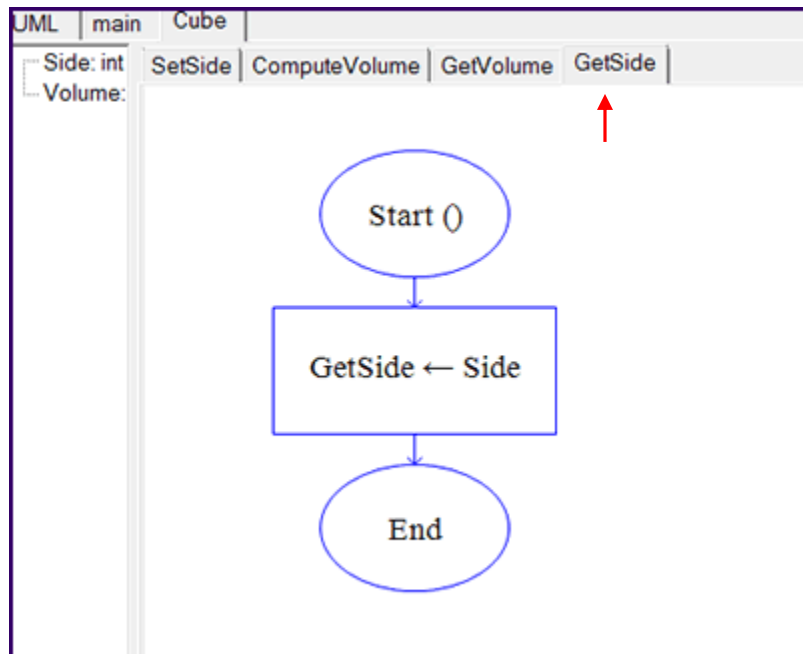 UML main Cube
Side: int
Volume:
SetSide ComputeVolume GetVolume GetSide
Start ()
GetSide ← Side
End